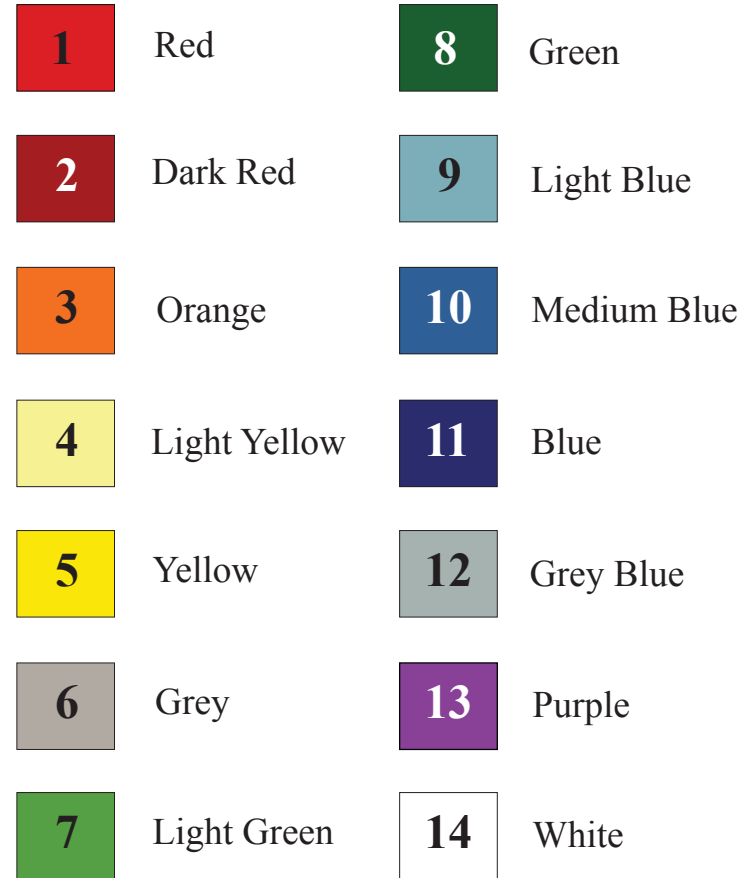 1 Red
2 Dark Red
3 Orange
4 Light Yellow
5 Yellow
6 Grey
7 Light Green
8 Green
9 Light Blue
10 Medium Blue
11 Blue
12 Grey Blue
13 Purple
14 White